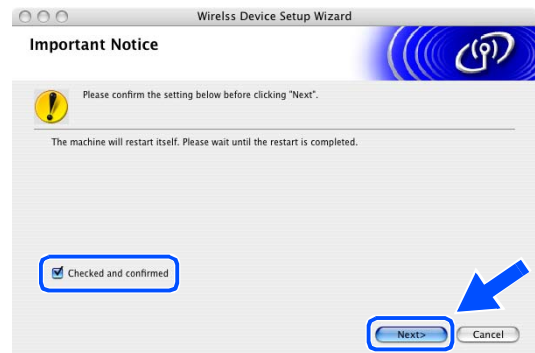 Wirelss Device Setup Wizard
Important Notice
Please confirm the setting below before clicking "Next".
The machine will restart itself. Please wait until the restart is completed.
Checked and confirmed
Next>
Cancel